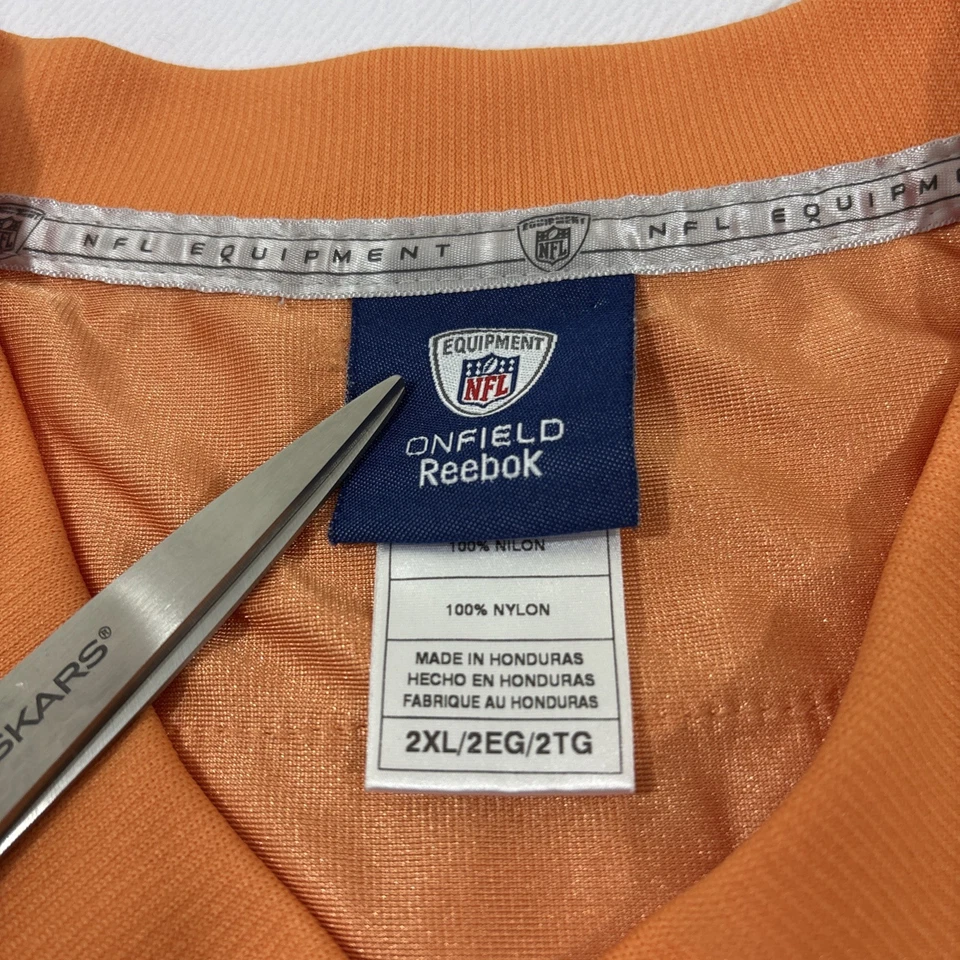 NFL EQUIPMENT
EQUIPMENT
NFL
NFL EQUIPM
EQUIPMENT
NFL
ONFIELD
Reebok
100% NILON
100% NYLON
MADE IN HONDURAS
HECHO EN HONDURAS
FABRIQUE AU HONDURAS
2XL/2EG/2TG
SKARS®